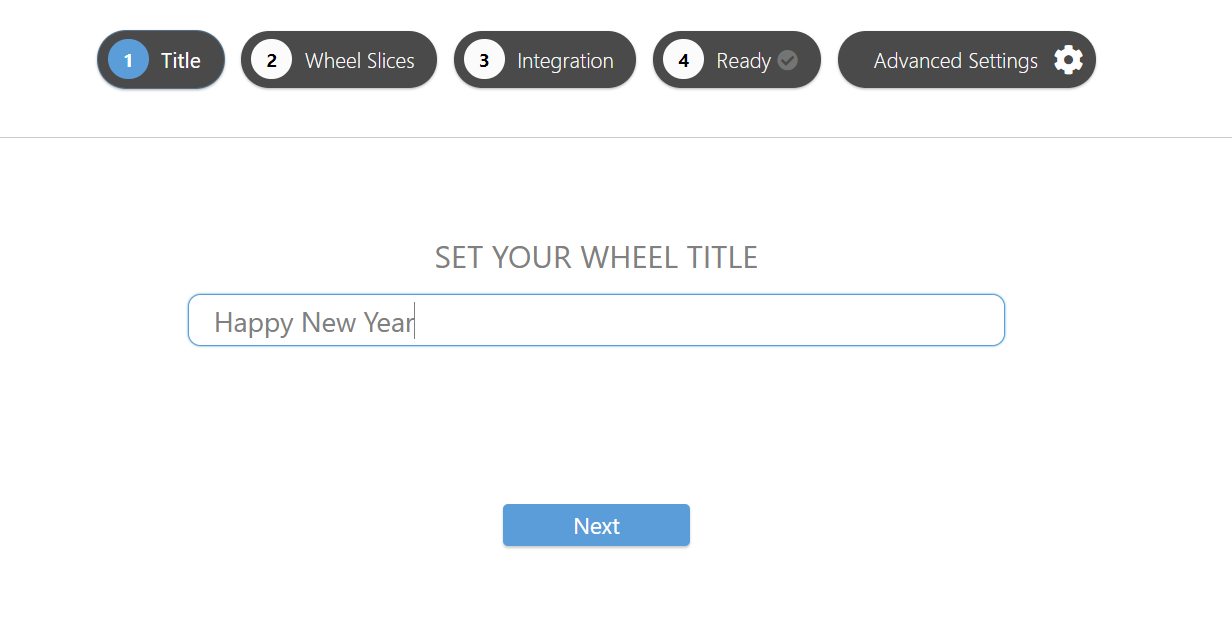 1 Title 2 Wheel Slices 3 Integration 4 Ready Advanced Settings
SET YOUR WHEEL TITLE
Happy New Year
Next